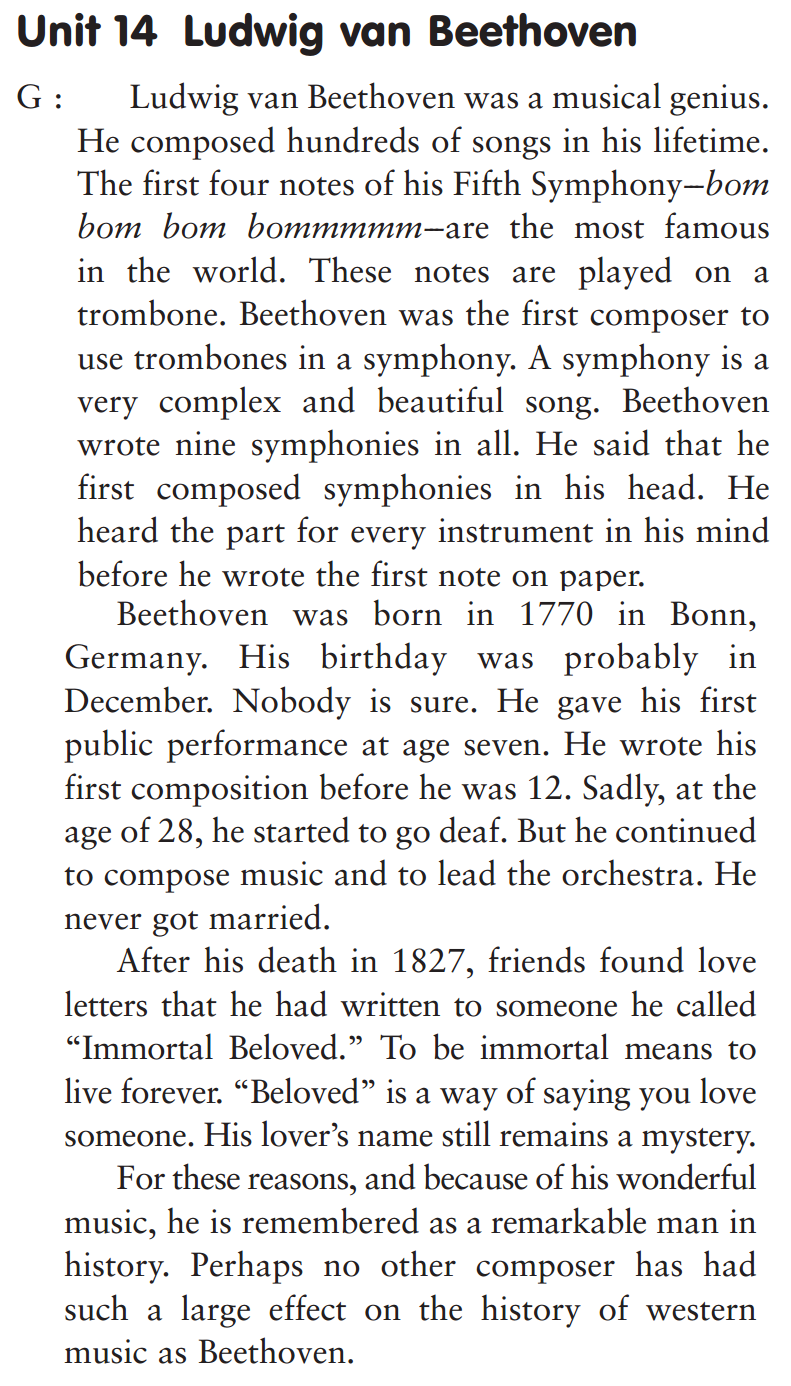 Unit 14 Ludwig van Beethoven
G : Ludwig van Beethoven was a musical genius.
He composed hundreds of songs in his lifetime.
The first four notes of his Fifth Symphony–bom
bom bom bommmmm–are the most famous
in the world. These notes are played on a
trombone. Beethoven was the first composer to
use trombones in a symphony. A symphony is a
very complex and beautiful song. Beethoven
wrote nine symphonies in all. He said that he
first composed symphonies in his head. He
heard the part for every instrument in his mind
before he wrote the first note on paper.
Beethoven was born in 1770 in Bonn,
Germany. His birthday was probably in
December. Nobody is sure. He gave his first
public performance at age seven. He wrote his
first composition before he was 12. Sadly, at the
age of 28, he started to go deaf. But he continued
to compose music and to lead the orchestra. He
never got married.
After his death in 1827, friends found love
letters that he had written to someone he called
“Immortal Beloved.” To be immortal means to
live forever. “Beloved” is a way of saying you love
someone. His lover’s name still remains a mystery.
For these reasons, and because of his wonderful
music, he is remembered as a remarkable man in
history. Perhaps no other composer has had
such a large effect on the history of western
music as Beethoven.